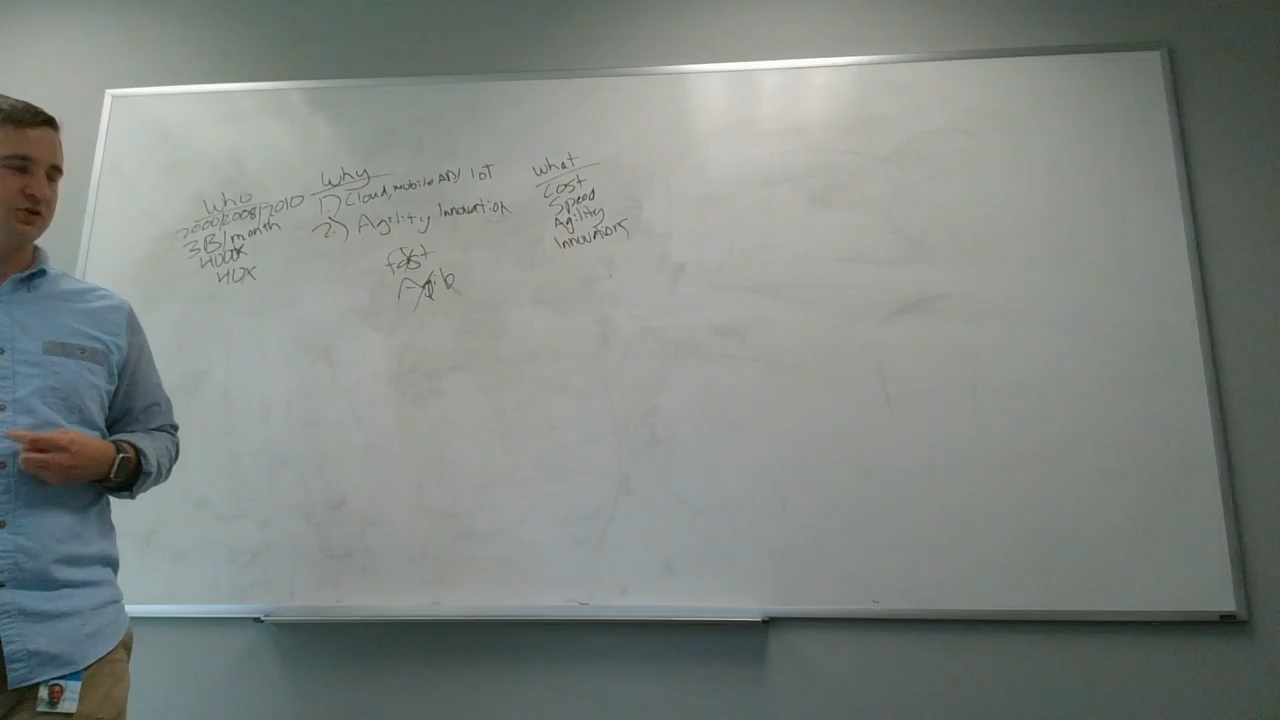 Who
2000/2008/2010
3B/month
400X
40X
Why
1) Cloud, mobile API IoT
2.) Agility Innovation
fast
What
Cost
Speed
Agility
Innovation